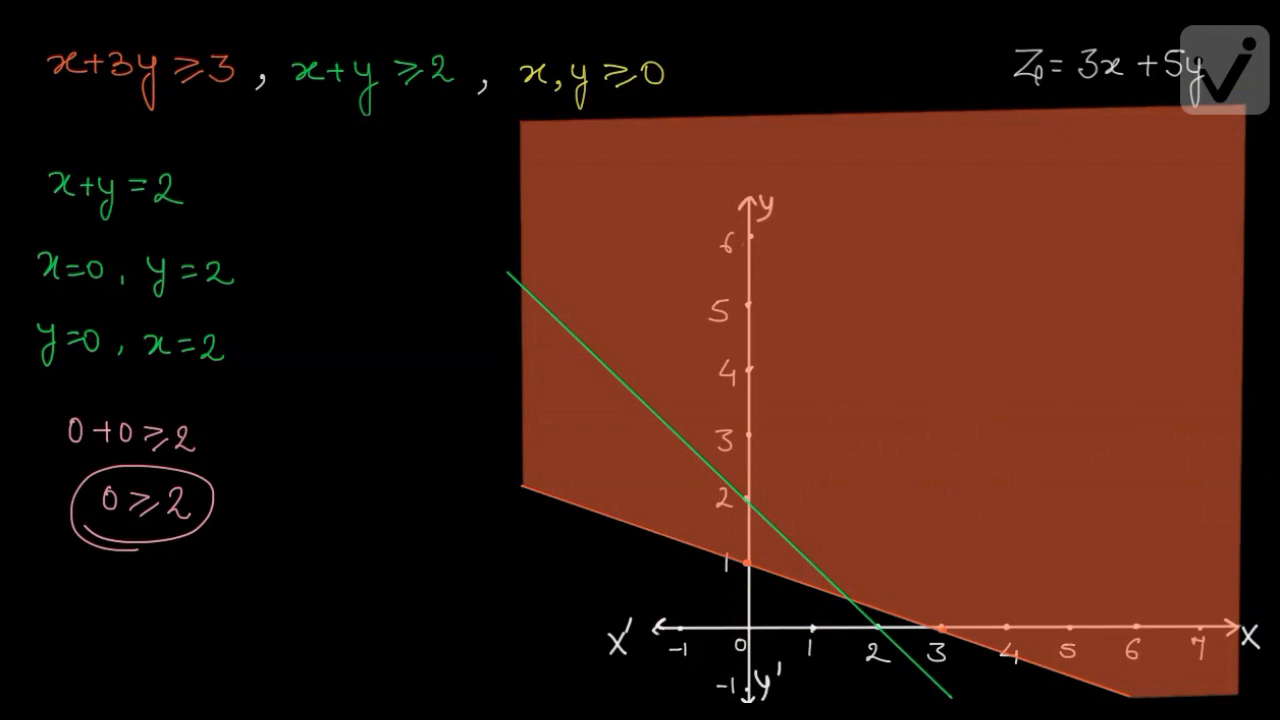 x+3y ≥ 3 , x+y ≥ 2 , x,y ≥ 0
Z = 3x + 5y
x+y = 2
x=0 , y=2
y=0 , x=2
0+0 ≥ 2
0 ≥ 2
y
6
5
4
3
2
1
X' -1 0 1 2 3 4 5 6 7 X
-1 y'